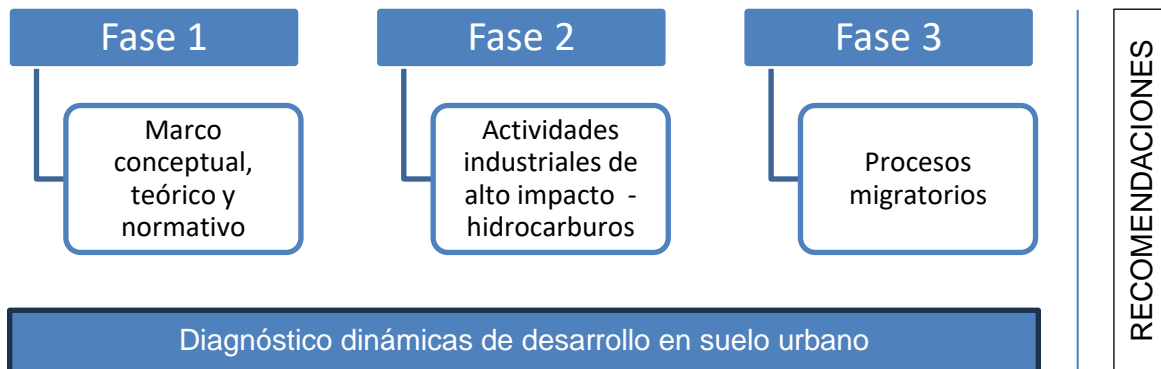 Fase 1
Marco
conceptual,
teórico y
normativo
Fase 2
Actividades
industriales de
alto impacto -
hidrocarburos
Fase 3
Procesos
migratorios
Diagnóstico dinámicas de desarrollo en suelo urbano
RECOMENDACIONES